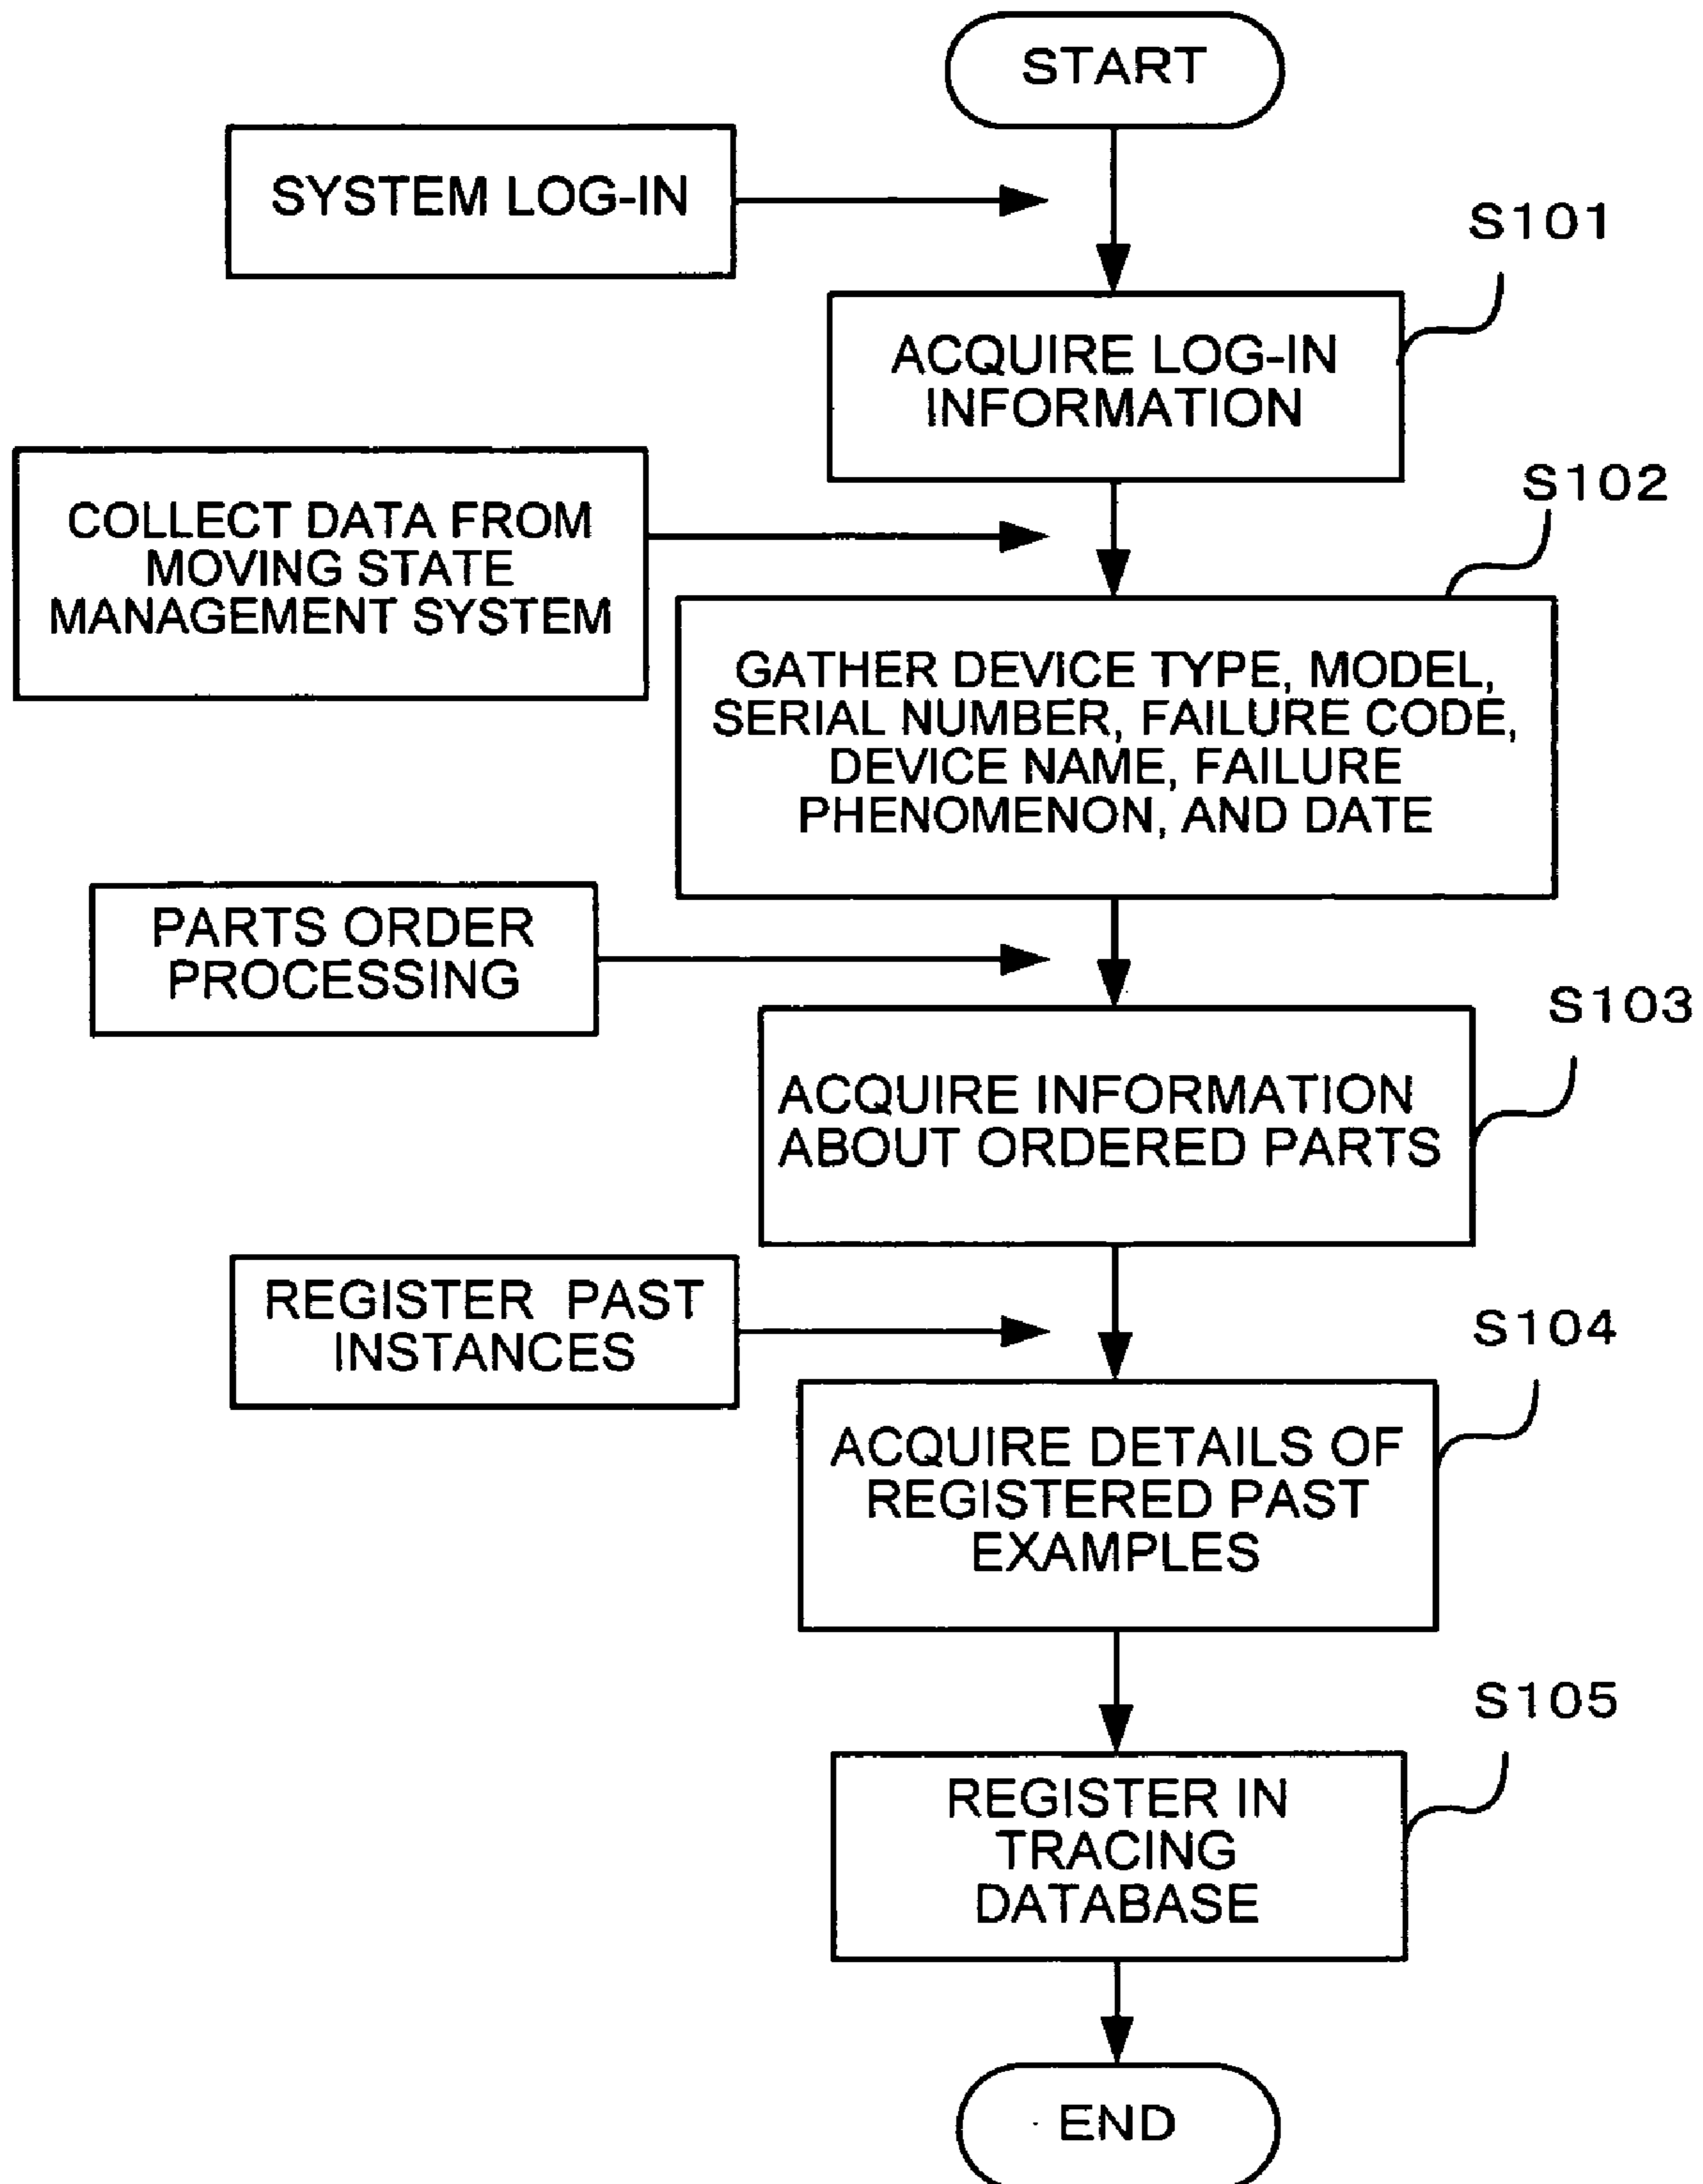 START
SYSTEM LOG-IN
S101
ACQUIRE LOG-IN
INFORMATION
S102
COLLECT DATA FROM
MOVING STATE
MANAGEMENT SYSTEM
GATHER DEVICE TYPE, MODEL,
SERIAL NUMBER, FAILURE CODE,
DEVICE NAME, FAILURE
PHENOMENON, AND DATE
PARTS ORDER
PROCESSING
S103
ACQUIRE INFORMATION
ABOUT ORDERED PARTS
REGISTER PAST
INSTANCES
S104
ACQUIRE DETAILS OF
REGISTERED PAST
EXAMPLES
S105
REGISTER IN
TRACING
DATABASE
END